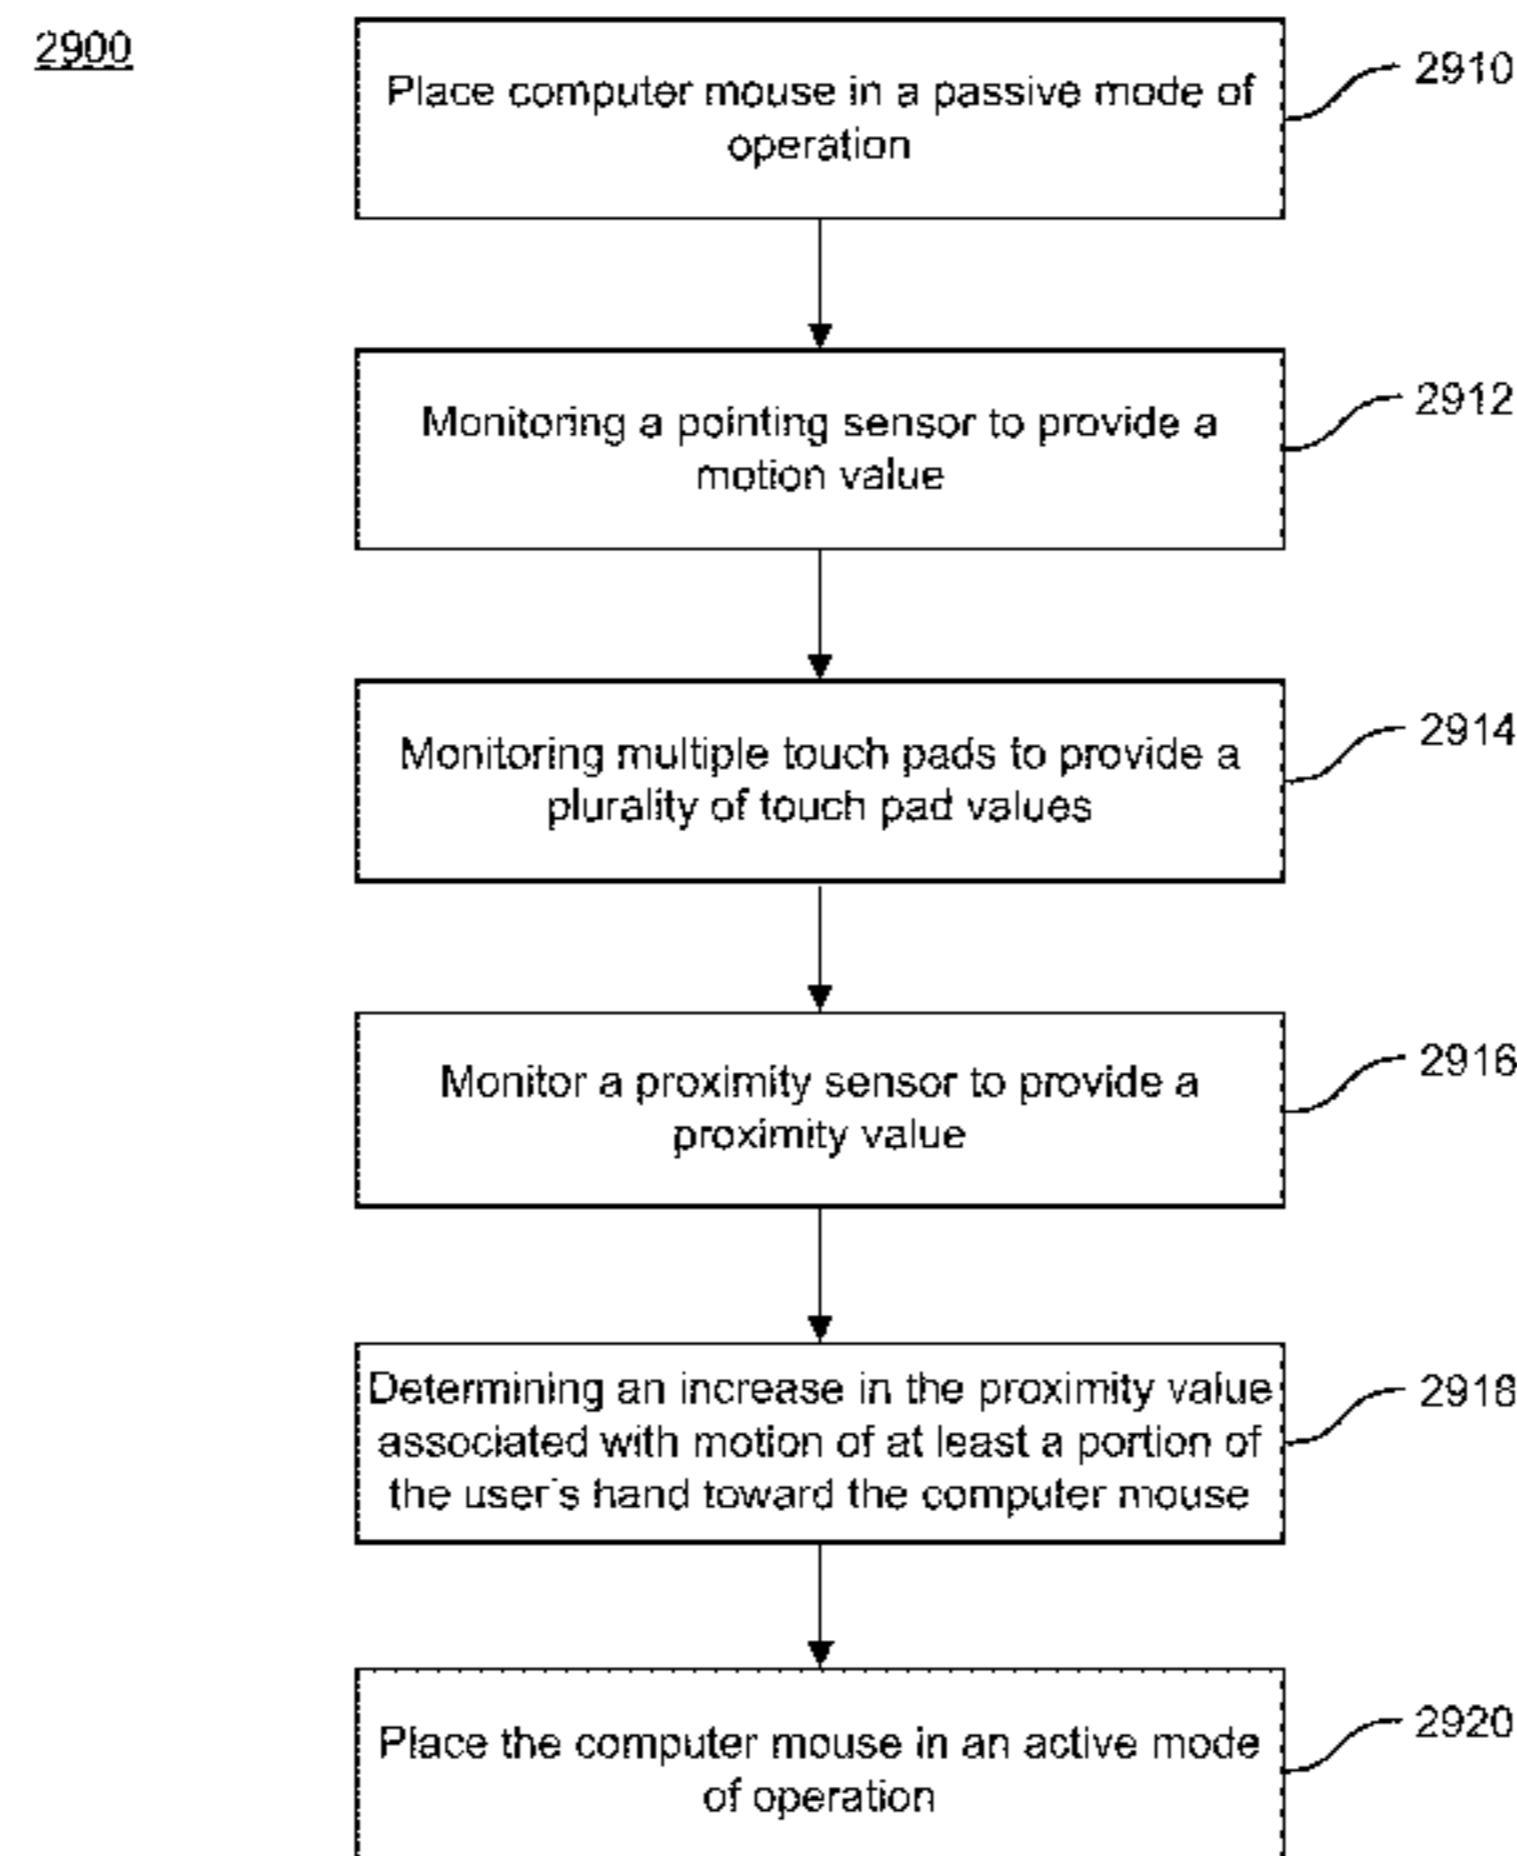 2900
Place computer mouse in a passive mode of
operation
2910
Monitoring a pointing sensor to provide a
motion value
2912
Monitoring multiple touch pads to provide a
plurality of touch pad values
2914
Monitor a proximity sensor to provide a
proximity value
2916
Determining an increase in the proximity value
associated with motion of at least a portion of
the user's hand toward the computer mouse
2918
Place the computer mouse in an active mode
of operation
2920